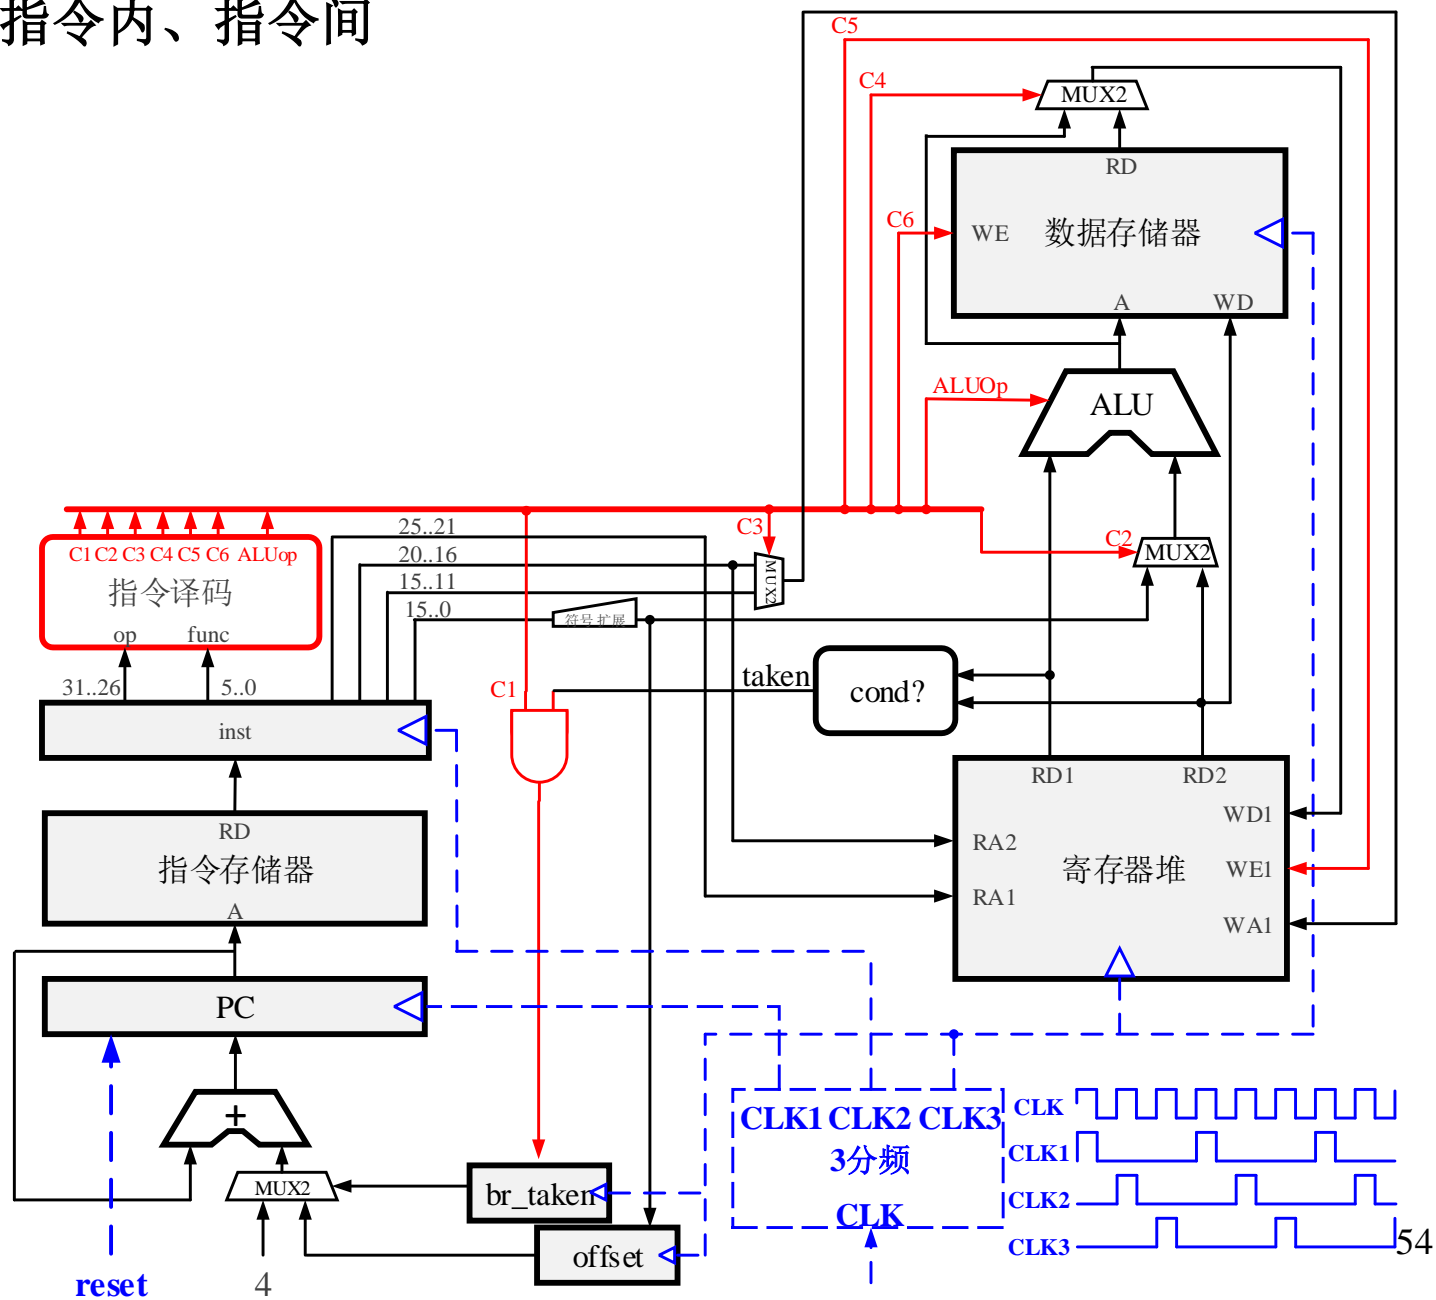 指令内、指令间
C5
C4
MUX2
RD
C6
WE
数据存储器
A
WD
ALUOp
ALU
C3
C2
MUX2
C1 C2 C3 C4 C5 C6 ALUop
指令译码
op
func
25..21
20..16
15..11
15..0
MUX2
符号扩展
31..26
5..0
C1
taken
cond?
inst
RD1
RD2
WD1
RA2
寄存器堆
WE1
RA1
WA1
RD
指令存储器
A
PC
+
MUX2
br_taken
offset
reset
4
CLK1 CLK2 CLK3
3分频
CLK
CLK
CLK1
CLK2
CLK3
54